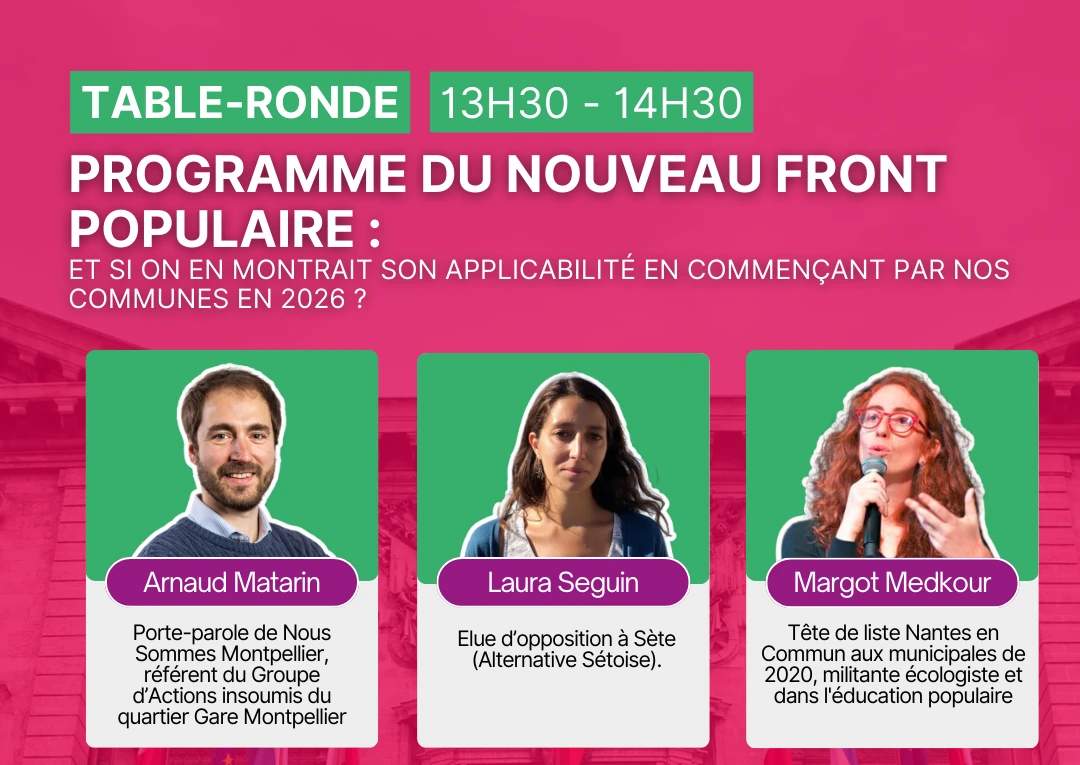 TABLE-RONDE 13H30 - 14H30
PROGRAMME DU NOUVEAU FRONT
POPULAIRE :
ET SI ON EN MONTRAIT SON APPLICABILITÉ EN COMMENÇANT PAR NOS
COMMUNES EN 2026 ?
Arnaud Matarin
Porte-parole de Nous
Sommes Montpellier,
référent du Groupe
d'Actions insoumis du
quartier Gare Montpellier
Laura Seguin
Elue d'opposition à Sète
(Alternative Sétoise).
Margot Medkour
Tête de liste Nantes en
Commun aux municipales de
2020, militante écologiste et
dans l'éducation populaire